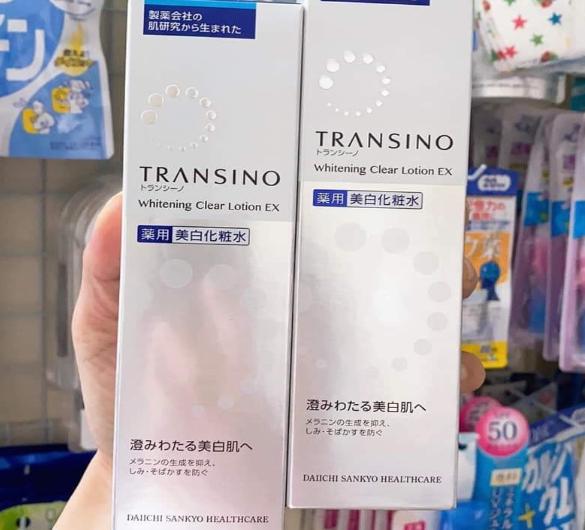 製薬会社の
肌研究から生まれた
TRANSINO
トランシーノ
Whitening Clear Lotion EX
薬用 美白化粧水
澄みわたる美白肌へ
メラニンの生成を抑え、
しみ・そばかすを防ぐ
DAIICHI SANKYO HEALTHCARE
TRANSINO
トランシーノ
Whitening Clear Lotion EX
薬用 美白化粧水
澄みわたる美白肌へ
メラニンの生成を抑え、
しみ・そばかすを防ぐ
DAIICHI SANKYO HEALTHCARE
50